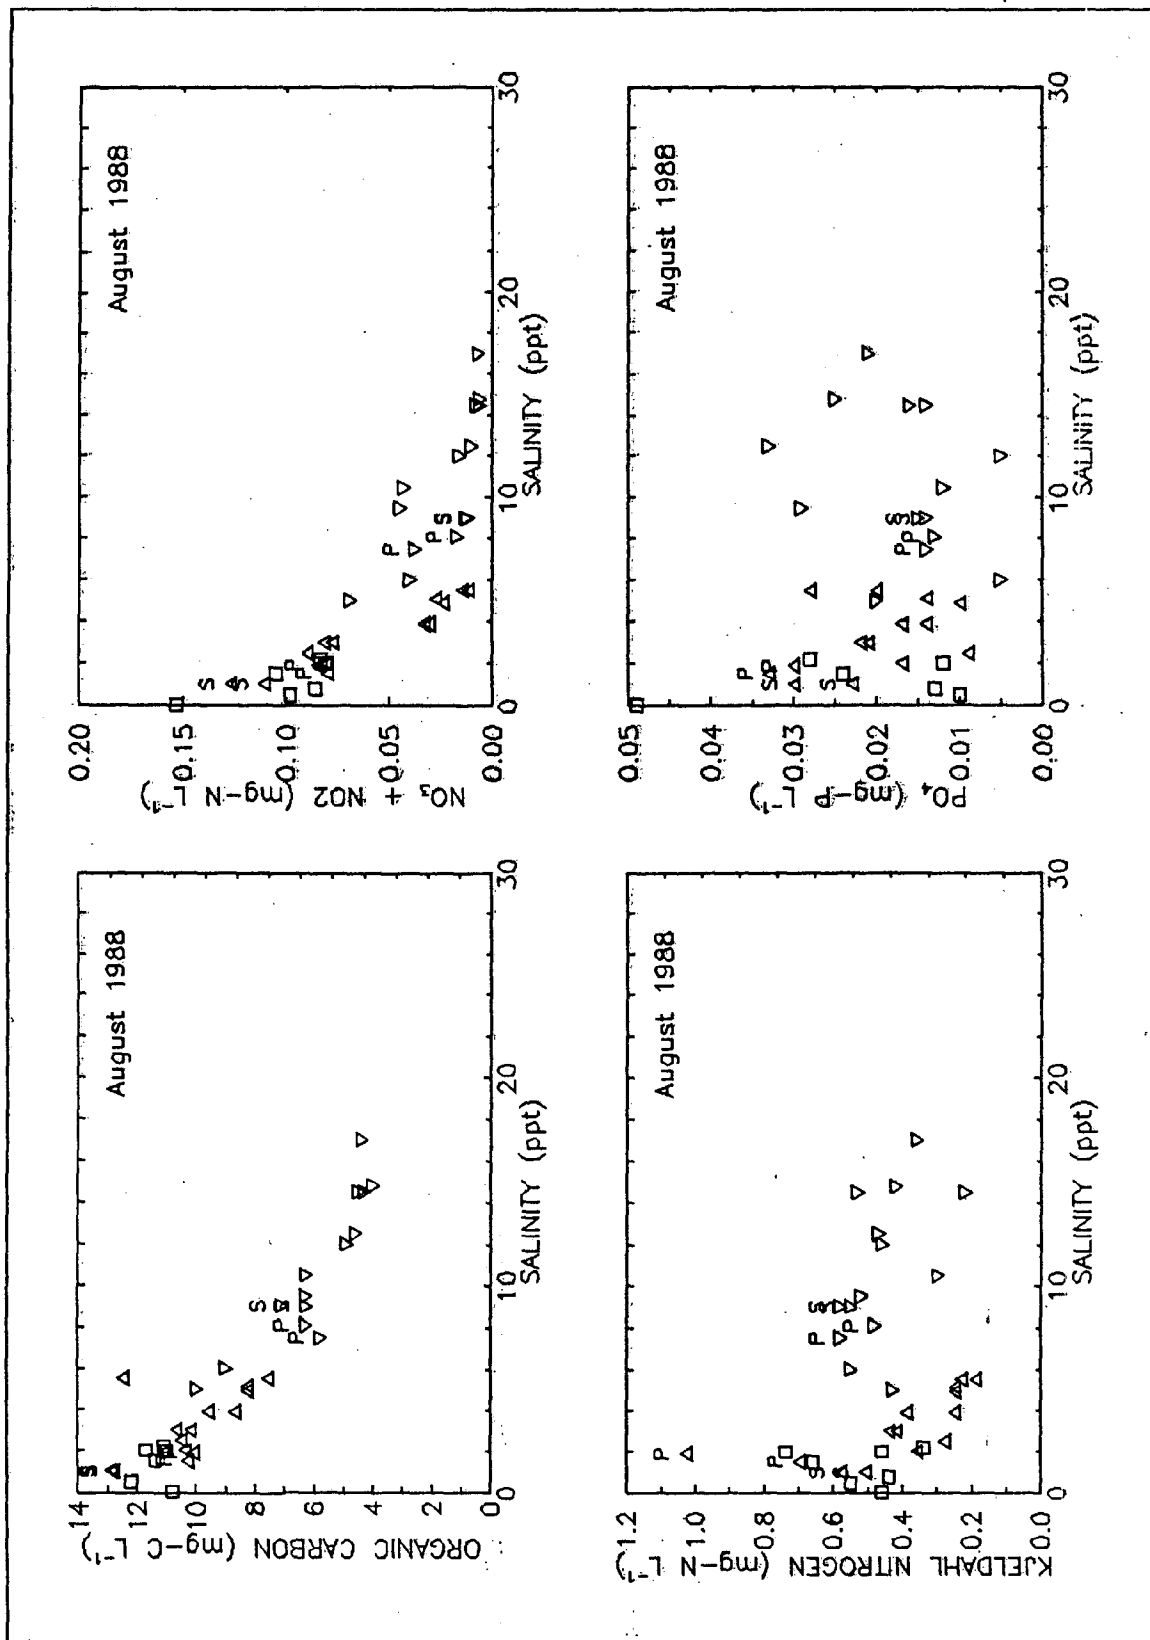 August 1988
14
12
10
8
6
4
0
ORGANIC CARBON (mg-C L⁻¹)
0
10
20
30
SALINITY (ppt)
S
P
P
S
S
P
P
August 1988
0.20
0.15
0.10
0.05
0.00
NO₃ + NO2 (mg-N L⁻¹)
0
10
20
30
SALINITY (ppt)
S
S
P
P
P
P
S
August 1988
1.2
1.0
0.8
0.6
0.4
0.2
0.0
KJELDAHL NITROGEN (mg-N L⁻¹)
0
10
20
30
SALINITY (ppt)
P
P
S
S
P
P
S
August 1988
0.05
0.04
0.03
0.02
0.01
0.00
PO₄ (mg-P L⁻¹)
0
10
20
30
SALINITY (ppt)
P
P
S
S
P
P
S
S